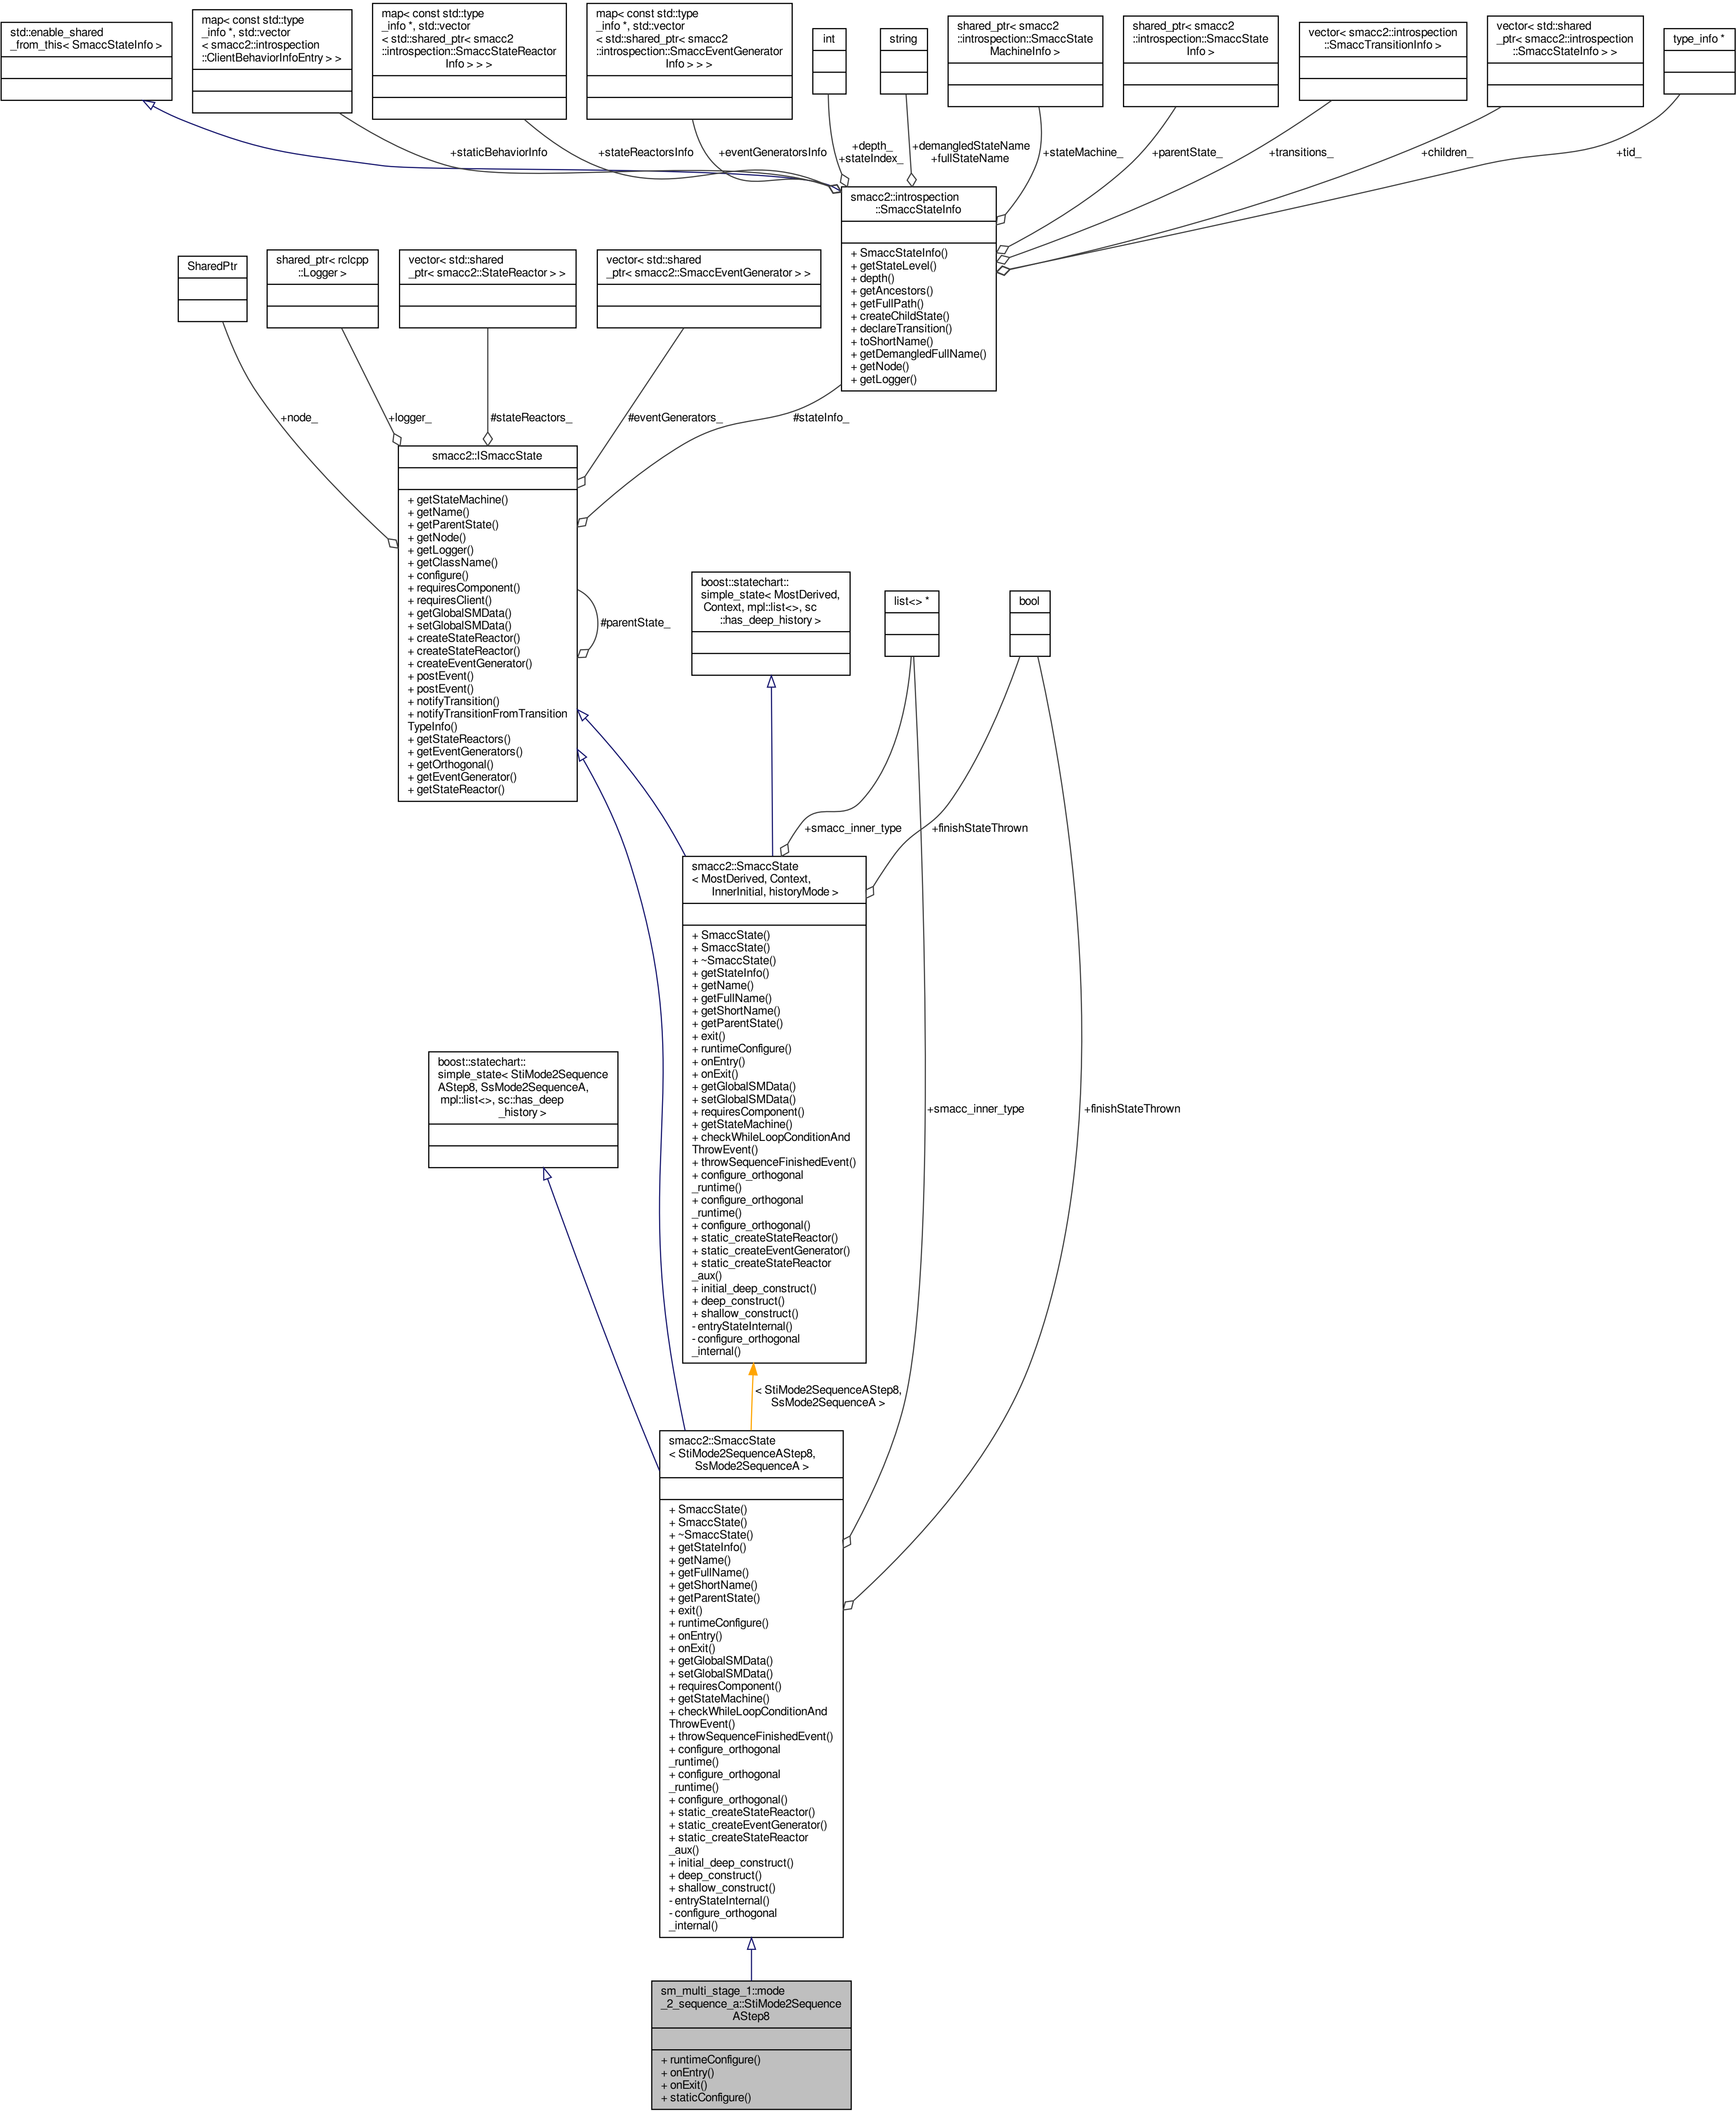 std::enable_shared
_from_this< SmaccStateInfo >
map< const std::type
_info *, std::vector
< smacc2::introspection
::ClientBehaviorInfoEntry > >
map< const std::type
_info *, std::vector
< std::shared_ptr< smacc2
::introspection::SmaccStateReactor
Info > > >
map< const std::type
_info *, std::vector
< std::shared_ptr< smacc2
::introspection::SmaccEventGenerator
Info > > >
int
string
shared_ptr< smacc2
::introspection::SmaccState
MachineInfo >
shared_ptr< smacc2
::introspection::SmaccState
Info >
vector< smacc2::introspection
::SmaccTransitionInfo >
vector< std::shared
_ptr< smacc2::introspection
::SmaccStateInfo > >
type_info *
+staticBehaviorInfo
+stateReactorsInfo
+eventGeneratorsInfo
+depth_
+stateIndex_
+demangledStateName
+fullStateName
+stateMachine_
+parentState_
+transitions_
+children_
+tid_
smacc2::introspection
::SmaccStateInfo
+ SmaccStateInfo()
+ getStateLevel()
+ depth()
+ getAncestors()
+ getFullPath()
+ createChildState()
+ declareTransition()
+ toShortName()
+ getDemangledFullName()
+ getNode()
+ getLogger()
SharedPtr
shared_ptr< rclcpp
::Logger >
vector< std::shared
_ptr< smacc2::StateReactor > >
vector< std::shared
_ptr< smacc2::SmaccEventGenerator > >
+node_
+logger_
#stateReactors_
#eventGenerators_
#stateInfo_
smacc2::ISmaccState
+ getStateMachine()
+ getName()
+ getParentState()
+ getNode()
+ getLogger()
+ getClassName()
+ configure()
+ requiresComponent()
+ requiresClient()
+ getGlobalSMData()
+ setGlobalSMData()
+ createStateReactor()
+ createStateReactor()
+ createEventGenerator()
+ postEvent()
+ postEvent()
+ notifyTransition()
+ notifyTransitionFromTransition
TypeInfo()
+ getStateReactors()
+ getEventGenerators()
+ getOrthogonal()
+ getEventGenerator()
+ getStateReactor()
#parentState_
boost::statechart::
simple_state< MostDerived,
Context, mpl::list<>, sc
::has_deep_history >
list<> *
bool
+smacc_inner_type
+finishStateThrown
smacc2::SmaccState
< MostDerived, Context,
InnerInitial, historyMode >
+ SmaccState()
+ SmaccState()
+ ~SmaccState()
+ getStateInfo()
+ getName()
+ getFullName()
+ getShortName()
+ getParentState()
+ exit()
+ runtimeConfigure()
+ onEntry()
+ onExit()
+ getGlobalSMData()
+ setGlobalSMData()
+ requiresComponent()
+ getStateMachine()
+ checkWhileLoopConditionAnd
ThrowEvent()
+ throwSequenceFinishedEvent()
+ configure_orthogonal
_runtime()
+ configure_orthogonal
_runtime()
+ configure_orthogonal()
+ static_createStateReactor()
+ static_createEventGenerator()
+ static_createStateReactor
_aux()
+ initial_deep_construct()
+ deep_construct()
+ shallow_construct()
- entryStateInternal()
- configure_orthogonal
_internal()
boost::statechart::
simple_state< StiMode2Sequence
AStep8, SsMode2SequenceA,
mpl::list<>, sc::has_deep
_history >
+smacc_inner_type
+finishStateThrown
< StiMode2SequenceAStep8,
SsMode2SequenceA >
smacc2::SmaccState
< StiMode2SequenceAStep8,
SsMode2SequenceA >
+ SmaccState()
+ SmaccState()
+ ~SmaccState()
+ getStateInfo()
+ getName()
+ getFullName()
+ getShortName()
+ getParentState()
+ exit()
+ runtimeConfigure()
+ onEntry()
+ onExit()
+ getGlobalSMData()
+ setGlobalSMData()
+ requiresComponent()
+ getStateMachine()
+ checkWhileLoopConditionAnd
ThrowEvent()
+ throwSequenceFinishedEvent()
+ configure_orthogonal
_runtime()
+ configure_orthogonal
_runtime()
+ configure_orthogonal()
+ static_createStateReactor()
+ static_createEventGenerator()
+ static_createStateReactor
_aux()
+ initial_deep_construct()
+ deep_construct()
+ shallow_construct()
- entryStateInternal()
- configure_orthogonal
_internal()
sm_multi_stage_1::mode
_2_sequence_a::StiMode2Sequence
AStep8
+ runtimeConfigure()
+ onEntry()
+ onExit()
+ staticConfigure()